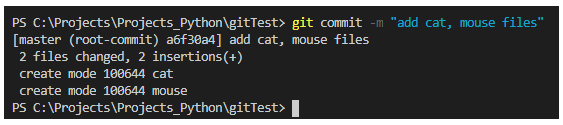 PS C:\Projects\Projects_Python\gitTest> git commit -m "add cat, mouse files"
[master (root-commit) a6f30a4] add cat, mouse files
 2 files changed, 2 insertions(+)
 create mode 100644 cat
 create mode 100644 mouse
PS C:\Projects\Projects_Python\gitTest>